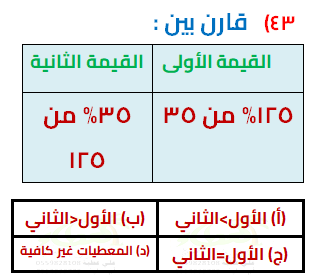 ٤٣) قارن بين :
القيمة الأولى
القيمة الثانية
١٢٥% من ٣٥
٣٥% من
١٢٥
(أ) الأول>الثاني
(ب) الأول<الثاني
(ج) الأول=الثاني
(د) المعطيات غير كافية